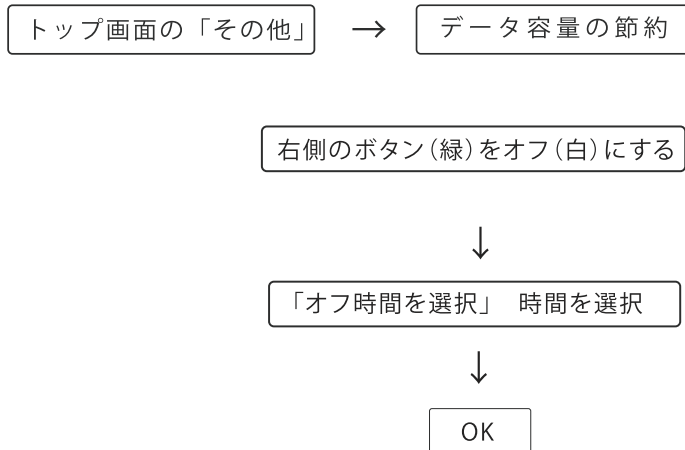 トップ画面の「その他」 → データ容量の節約
右側のボタン(緑)をオフ(白)にする
↓
「オフ時間を選択」 時間を選択
↓
OK